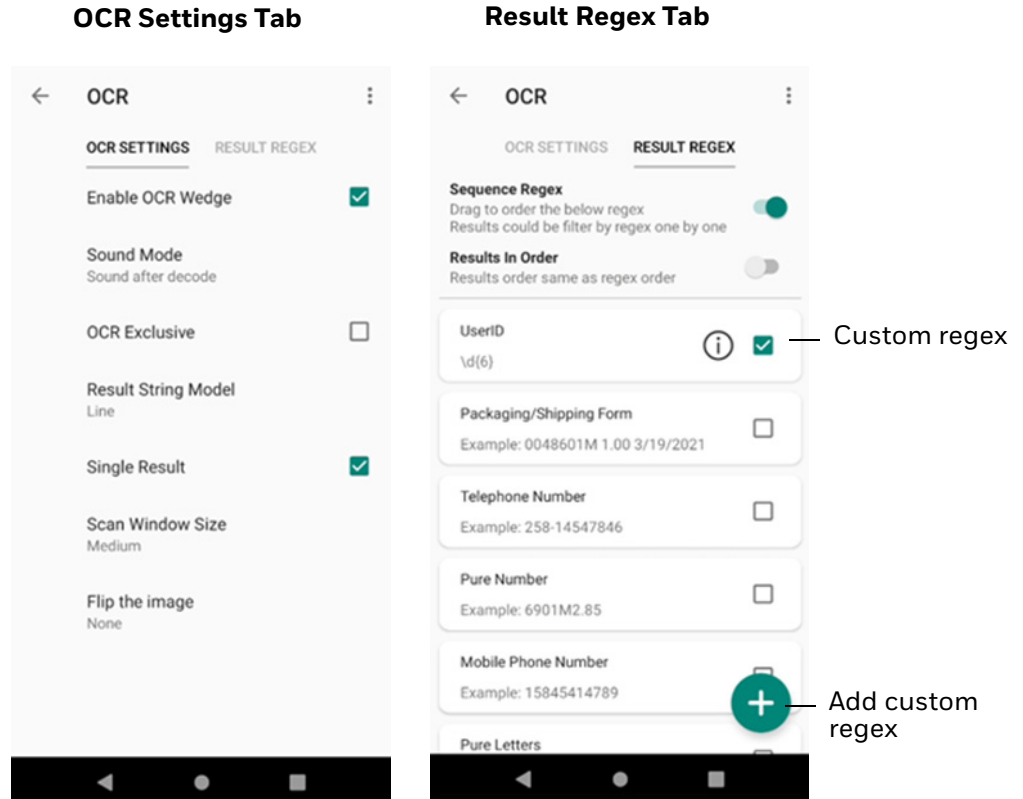 OCR Settings Tab
Result Regex Tab
OCR
OCR SETTINGS RESULT REGEX
Enable OCR Wedge
Sound Mode
Sound after decode
OCR Exclusive
Result String Model
Line
Single Result
Scan Window Size
Medium
Flip the image
None
OCR
OCR SETTINGS RESULT REGEX
Sequence Regex
Drag to order the below regex
Results could be filter by regex one by one
Results In Order
Results order same as regex order
UserID
\d{6}
Custom regex
Packaging/Shipping Form
Example: 0048601M 1.00 3/19/2021
Telephone Number
Example: 258-14547846
Pure Number
Example: 6901M2.85
Mobile Phone Number
Example: 15845414789
Add custom
regex
Pure Letters